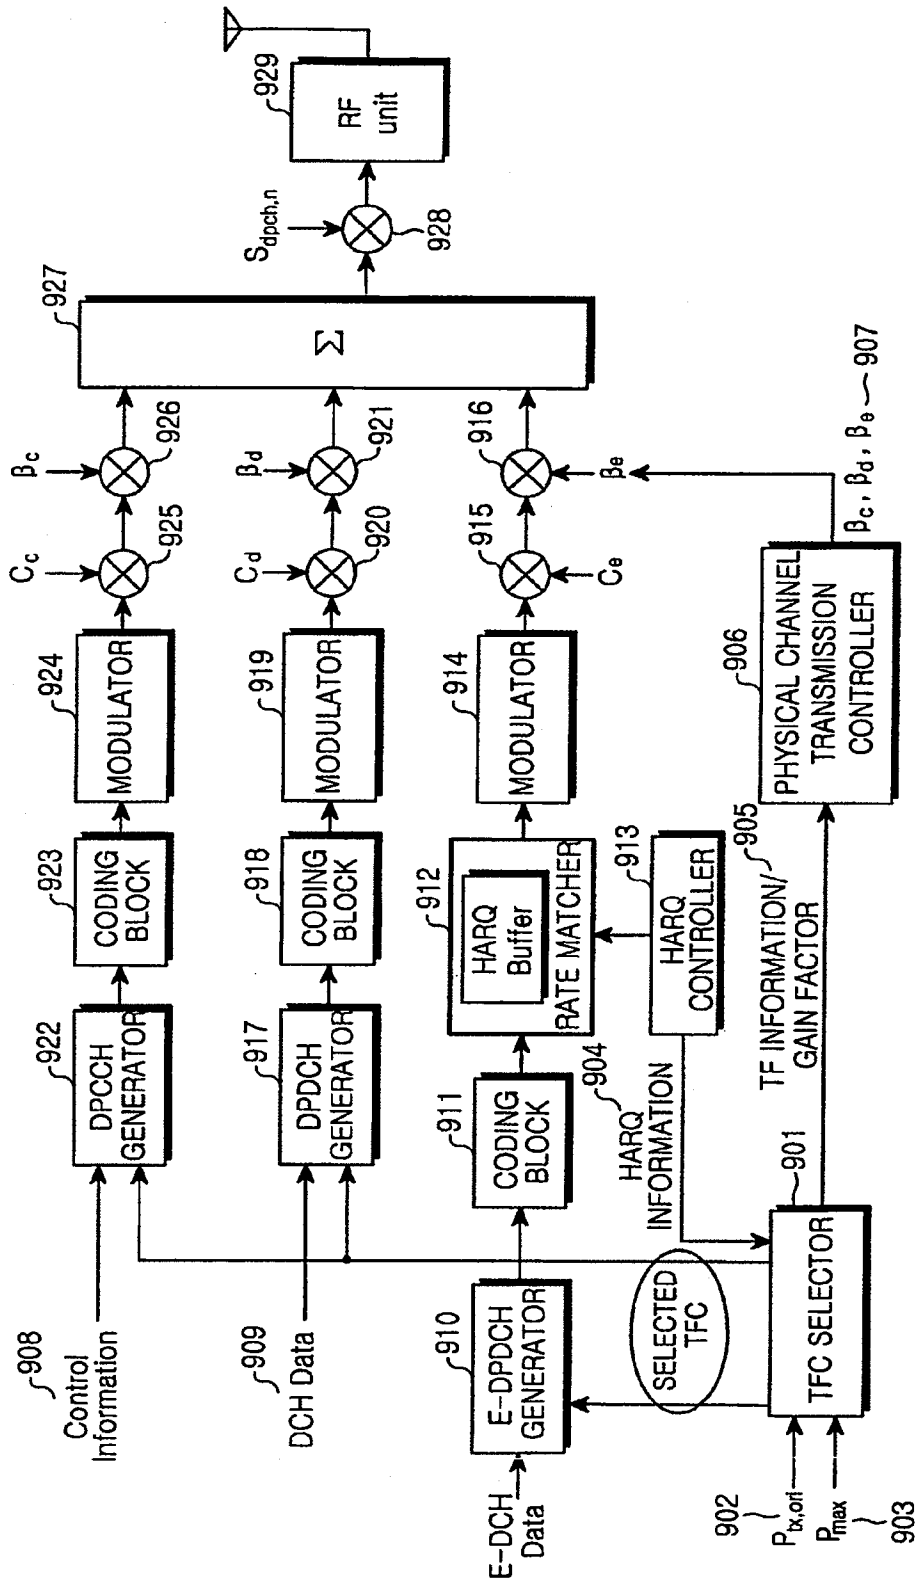 908
Control
Information
922
DPCCH
GENERATOR
923
CODING
BLOCK
924
MODULATOR
Cc
925
βc
926
927
Σ
Sdpch,n
928
929
RF
unit
909
DCH Data
917
DPDCH
GENERATOR
918
CODING
BLOCK
919
MODULATOR
Cd
920
βd
921
E-DCH
Data
910
E-DPDCH
GENERATOR
911
CODING
BLOCK
912
HARQ
Buffer
RATE MATCHER
914
MODULATOR
915
Ce
916
βe
SELECTED
TFC
904
HARQ
INFORMATION
913
HARQ
CONTROLLER
902
Ptx,ori
Pmax
903
901
TFC SELECTOR
905
TF INFORMATION/
GAIN FACTOR
906
PHYSICAL CHANNEL
TRANSMISSION
CONTROLLER
βc, βd, βe 907